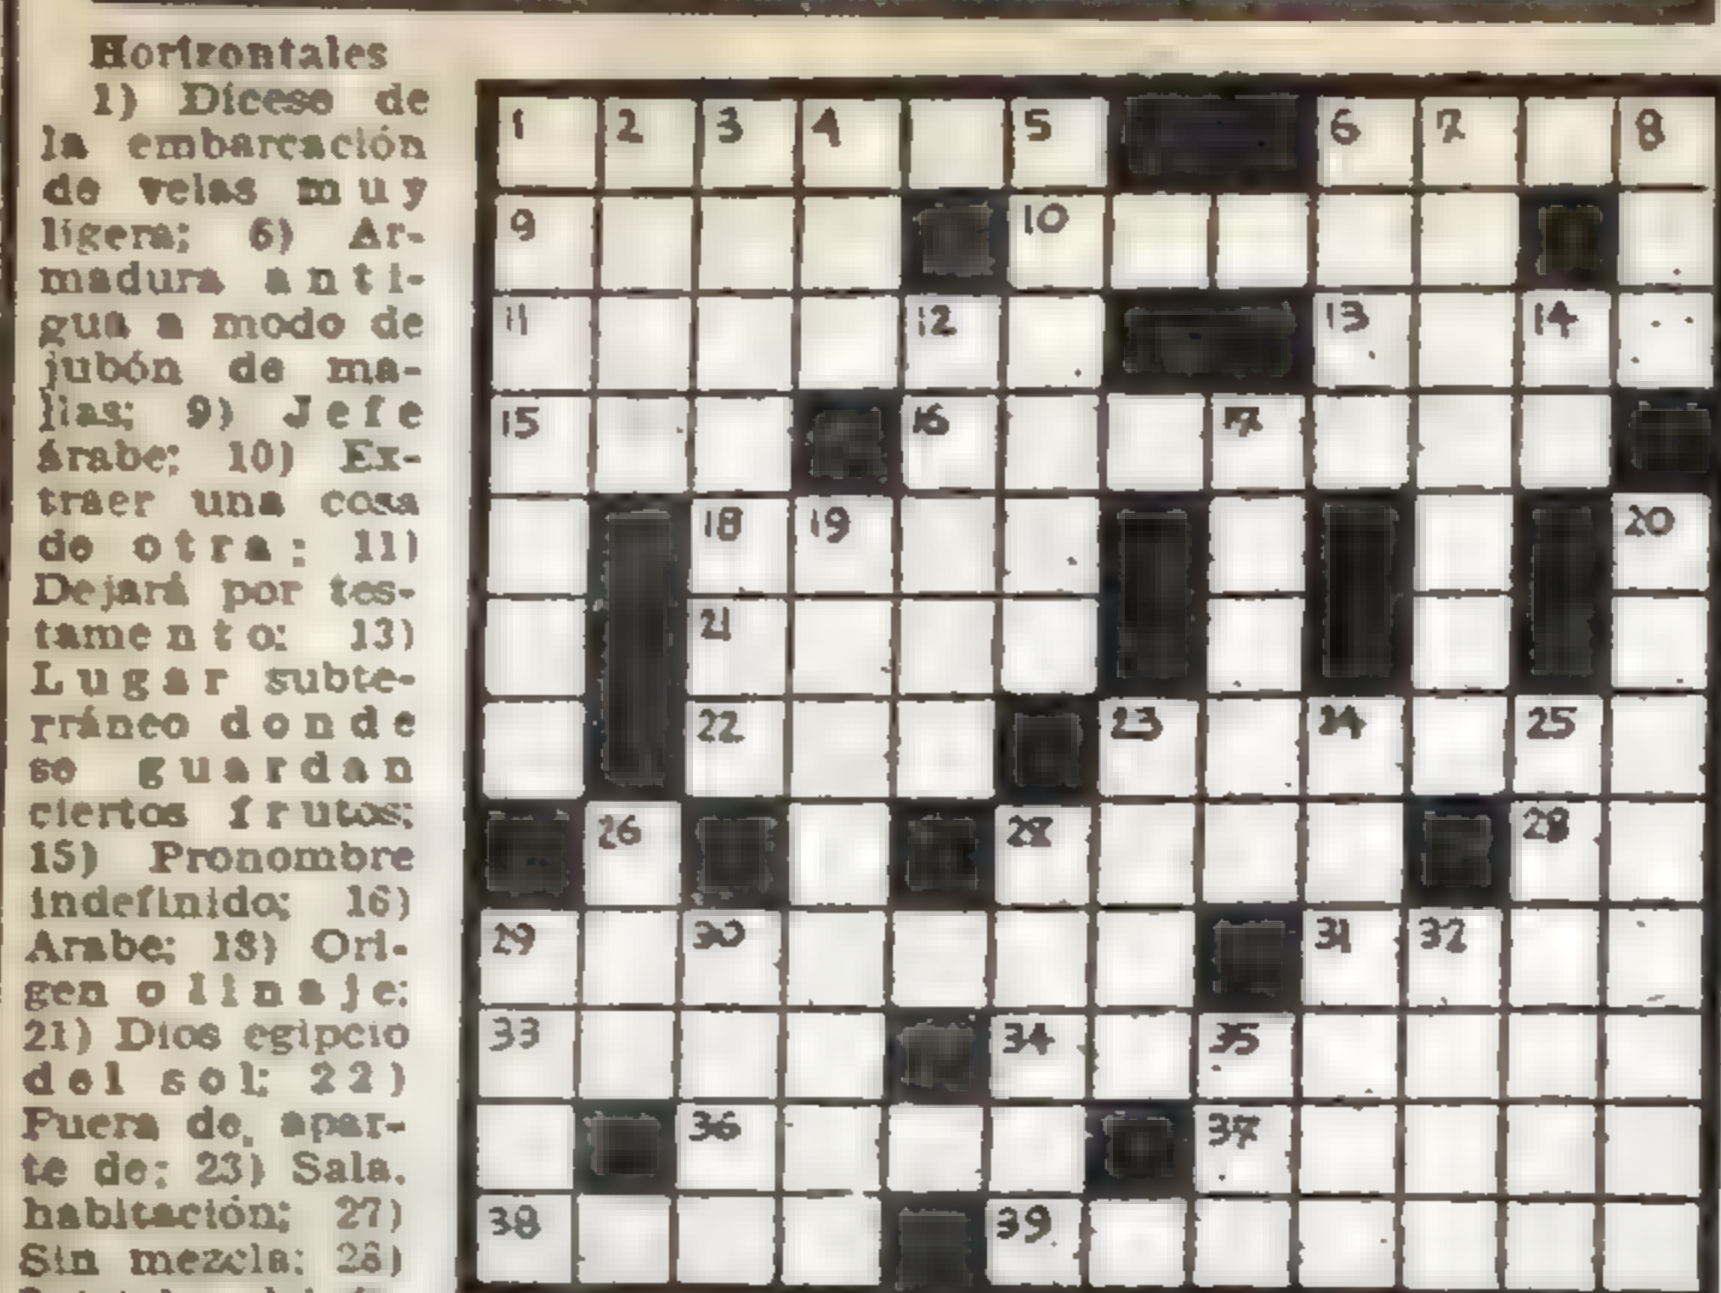 Horizontales
1) Dícese de
la embarcación
de velas muy
ligera; 6) Ar-
madura anti-
gua a modo de
jubón de ma-
llas; 9) Jefe
árabe; 10) Ex-
traer una cosa
de otra; 11)
Dejará por tes-
tamento; 13)
Lugar subte-
rráneo donde
se guardan
ciertos frutos;
15) Pronombre
indefinido; 16)
Arabe; 18) Ori-
gen o linaje;
21) Dios egipcio
del sol; 22)
Fuera de, apar-
te de; 23) Sala,
habitación; 27)
Sin mezcla; 28)
1 2 3 4 5 6 7 8
9 10
11 12 13 14
15 16 17
18 19 20
21
22 23 24 25
26 27 28
29 30 31 32
33 34 35
36 37
38 39